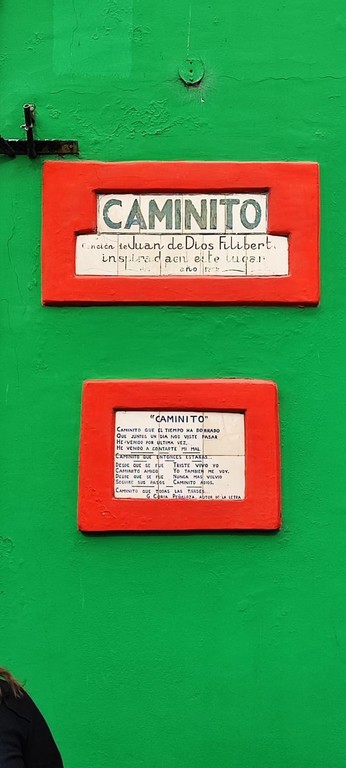 CAMINITO
Canción de Juan de Dios Filiberto
inspirada en este lugar
año
"CAMINITO"
CAMINITO QUE EL TIEMPO HA BORRADO
QUE JUNTOS UN DIA NOS VISTE PASAR
HE VENIDO POR ULTIMA VEZ,
HE VENIDO A CONTARTE MI MAL
CAMINITO QUE ENTONCES ESTABAS...
DESDE QUE SE FUE TRISTE VIVO YO
CAMINITO AMIGO YO TAMBIEN ME VOY.
DESDE QUE SE FUE NUNCA MAS VOLVIO
SEGUIRE SUS PASOS CAMINITO ADIOS.
CAMINITO QUE TODAS LAS TARDES...
G. CORIA PEÑALOZA, AUTOR DE LA LETRA